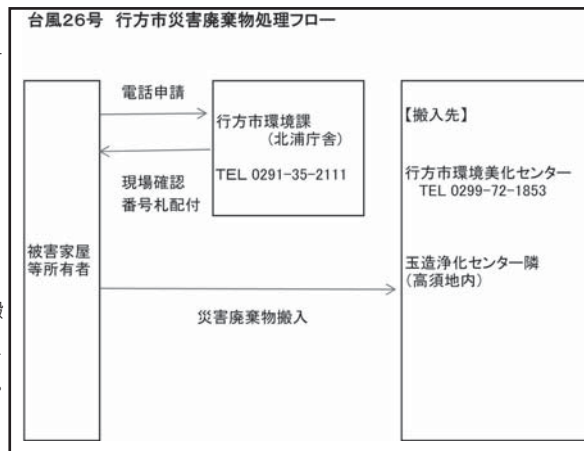 台風26号 行方市災害廃棄物処理フロー
電話申請
行方市環境課
(北浦庁舎)
TEL 0291-35-2111
現場確認
番号札配付
被害家屋
等所有者
災害廃棄物搬入
【搬入先】
行方市環境美化センター
TEL 0299-72-1853
玉造浄化センター隣
(高須地内)